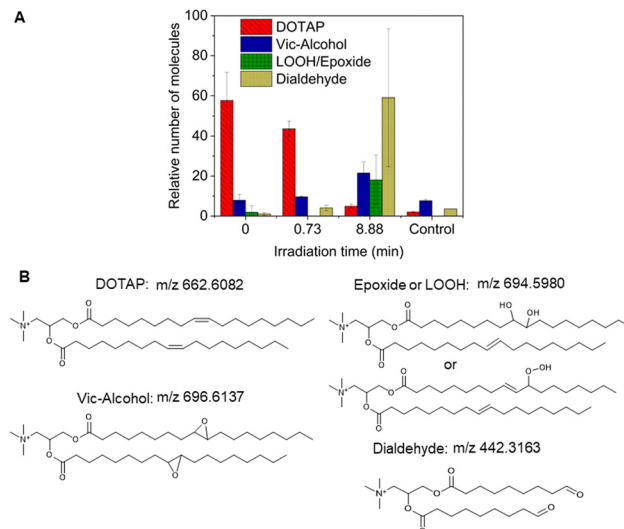 A
Relative number of molecules
100
80
60
40
20
0
DOTAP
Vic-Alcohol
LOOH/Epoxide
Dialdehyde
0 0.73 8.88 Control
Irradiation time (min)
B
DOTAP: m/z 662.6082
N+
O
O
O
O
Vic-Alcohol: m/z 696.6137
N+
O
O
O
O
O
O
Epoxide or LOOH: m/z 694.5980
N+
O
O
O
O
HO
OH
or
N+
O
O
O
O
O-OH
Dialdehyde: m/z 442.3163
N+
O
O
O
O
O
O